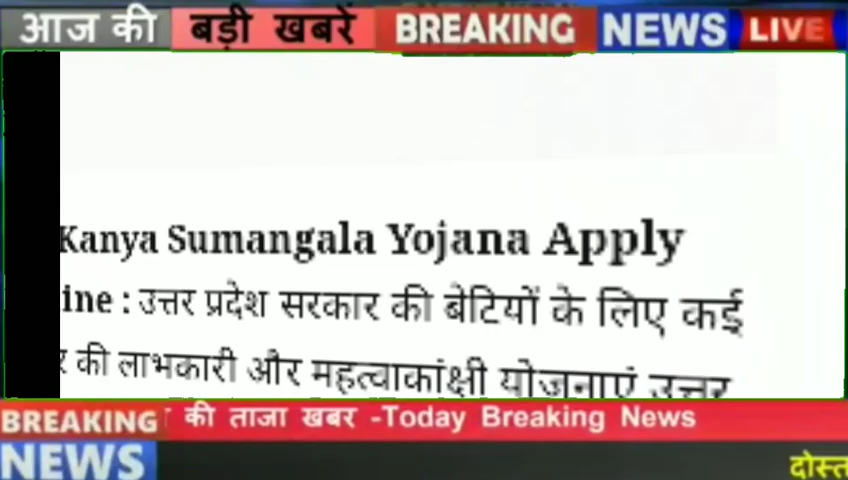 आज की बड़ी खबरें BREAKING NEWS LIVE
Kanya Sumangala Yojana Apply
ine : उत्तर प्रदेश सरकार की बेटियों के लिए कई
की लाभकारी और महत्वाकांक्षी योजनाएं उत्तर
BREAKING की ताजा खबर -Today Breaking News
NEWS
दोस्त